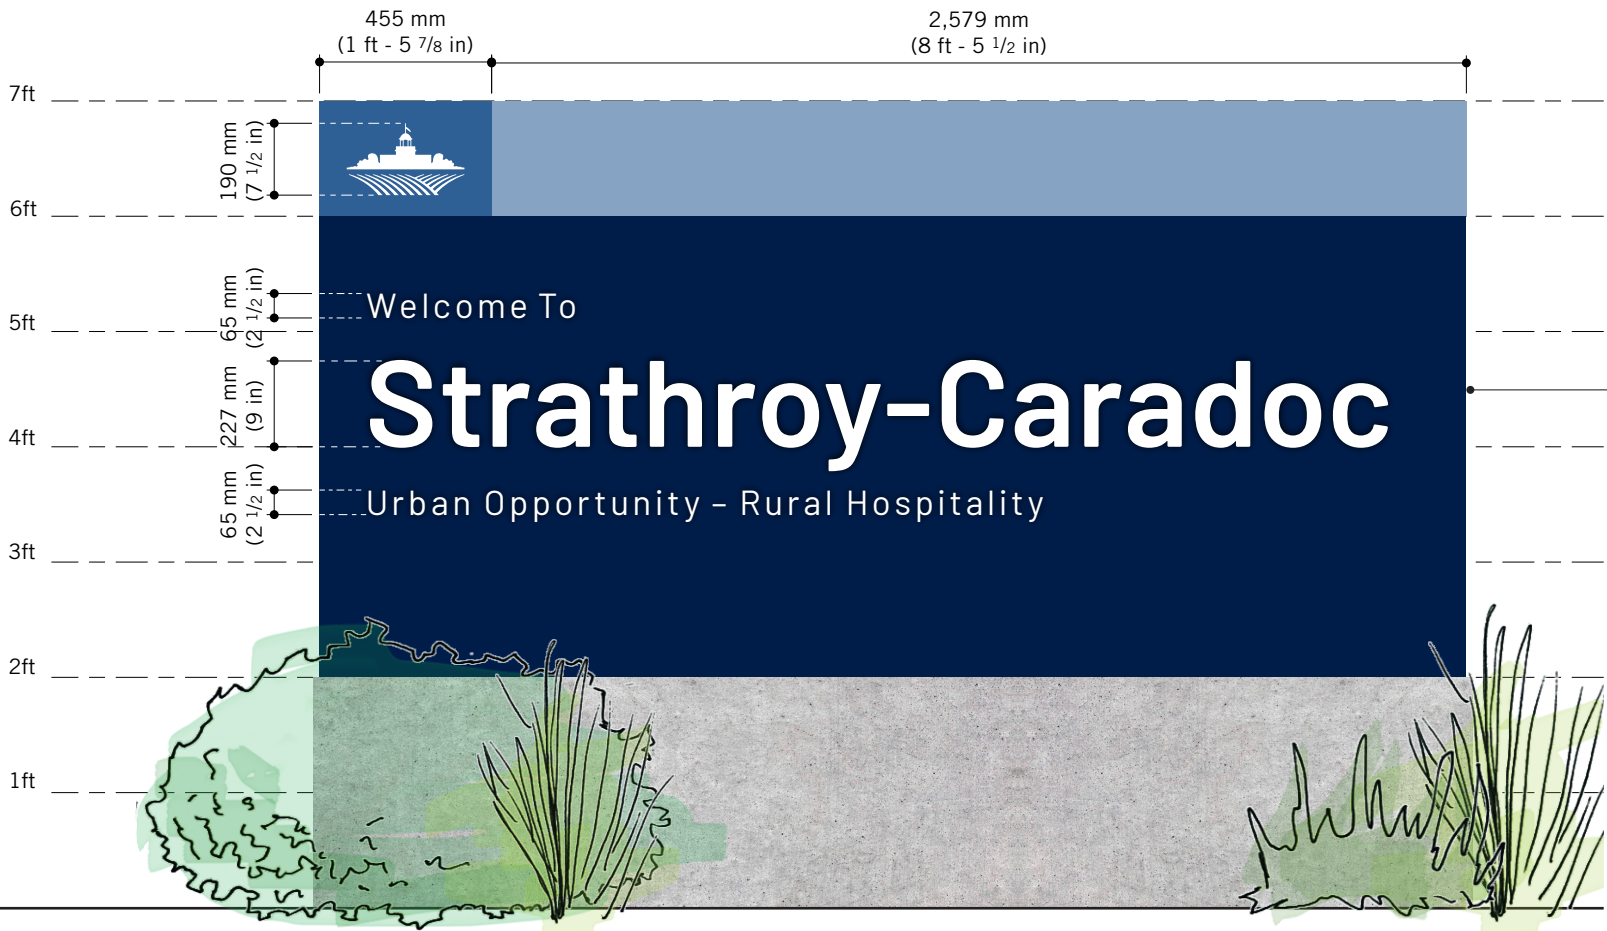 455 mm
(1 ft - 5 7/8 in)
2,579 mm
(8 ft - 5 1/2 in)
7ft
190 mm
(7 1/2 in)
6ft
65 mm
(2 1/2 in)
Welcome To
5ft
227 mm
(9 in)
Strathroy-Caradoc
4ft
65 mm
(2 1/2 in)
Urban Opportunity – Rural Hospitality
3ft
2ft
1ft